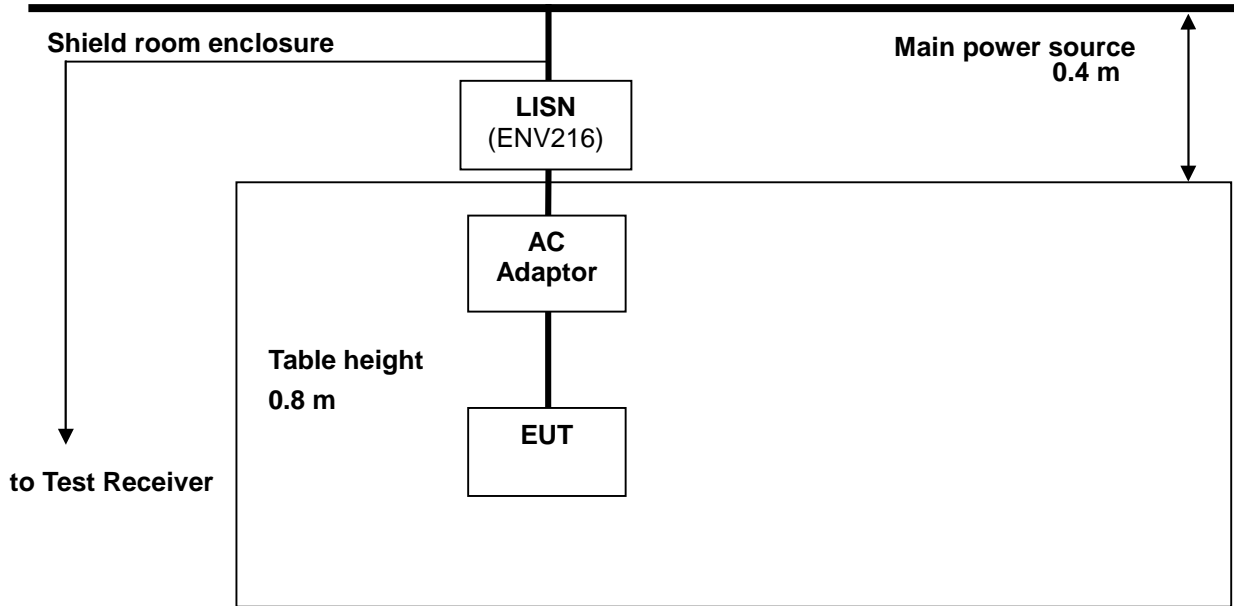 Shield room enclosure
Main power source
0.4 m
LISN
(ENV216)
AC
Adaptor
Table height
0.8 m
EUT
to Test Receiver